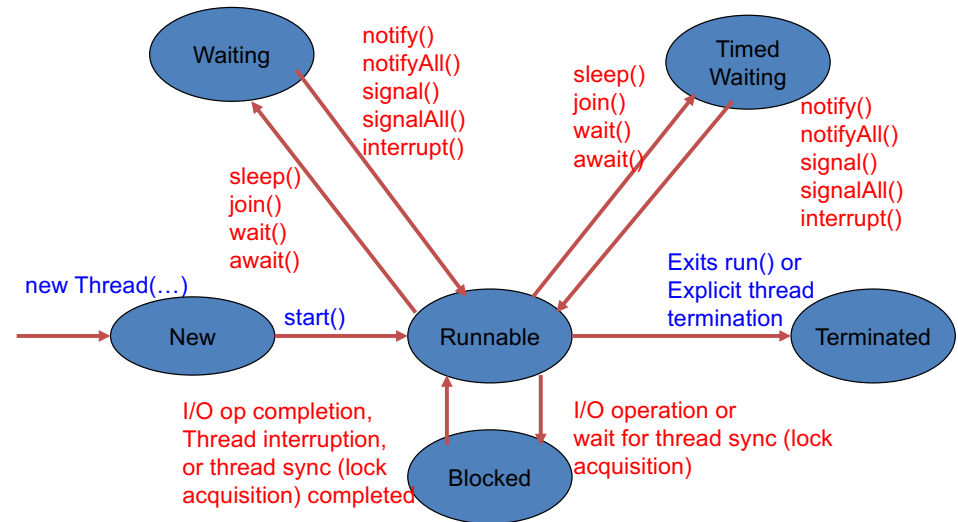 Waiting
notify()
notifyAll()
signal()
signalAll()
interrupt()
sleep()
join()
wait()
await()
Timed
Waiting
sleep()
join()
wait()
await()
notify()
notifyAll()
signal()
signalAll()
interrupt()
new Thread(…)
New
start()
Runnable
Exits run() or
Explicit thread
termination
Terminated
I/O op completion,
Thread interruption,
or thread sync (lock
acquisition) completed
Blocked
I/O operation or
wait for thread sync (lock
acquisition)